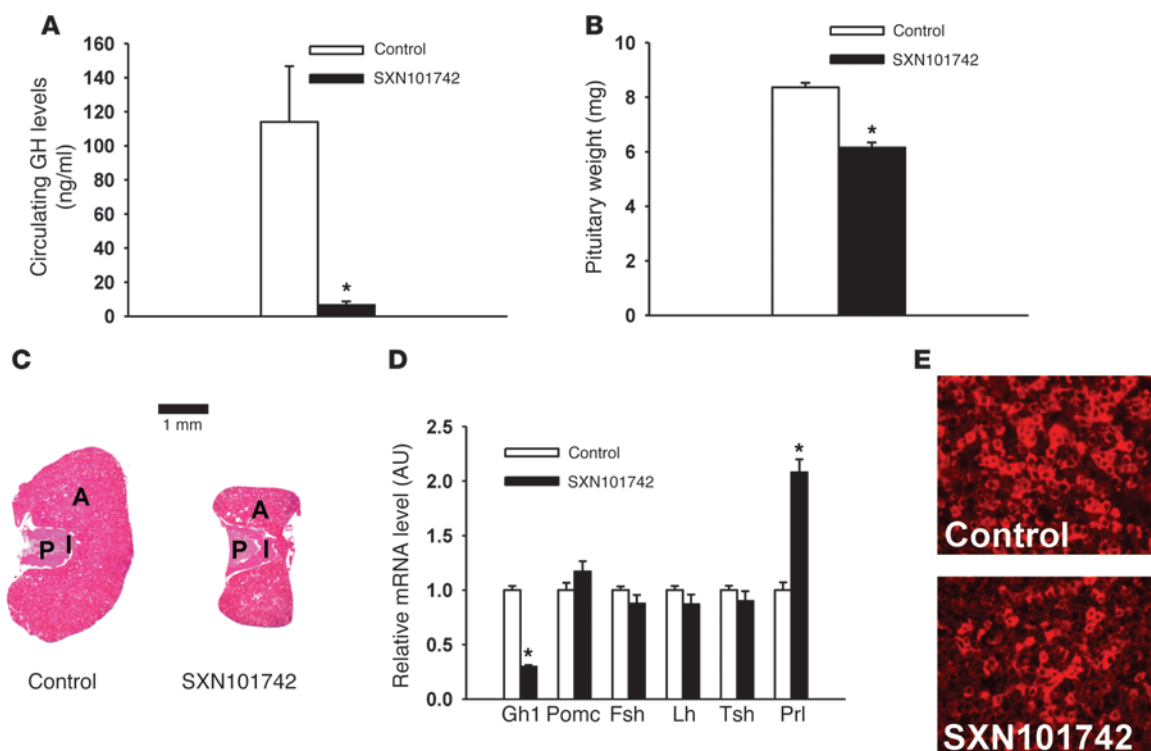 A
160
140
120
100
80
60
40
20
0
Circulating GH levels
(ng/ml)
Control
SXN101742
*
B
10
8
6
4
2
0
Pituitary weight (mg)
Control
SXN101742
*
C
1 mm
A
P I
Control
A
P I
SXN101742
D
2.5
2.0
1.5
1.0
0.5
0.0
Relative mRNA level (AU)
Control
SXN101742
*
*
Gh1 Pomc Fsh Lh Tsh Prl
E
Control
SXN101742